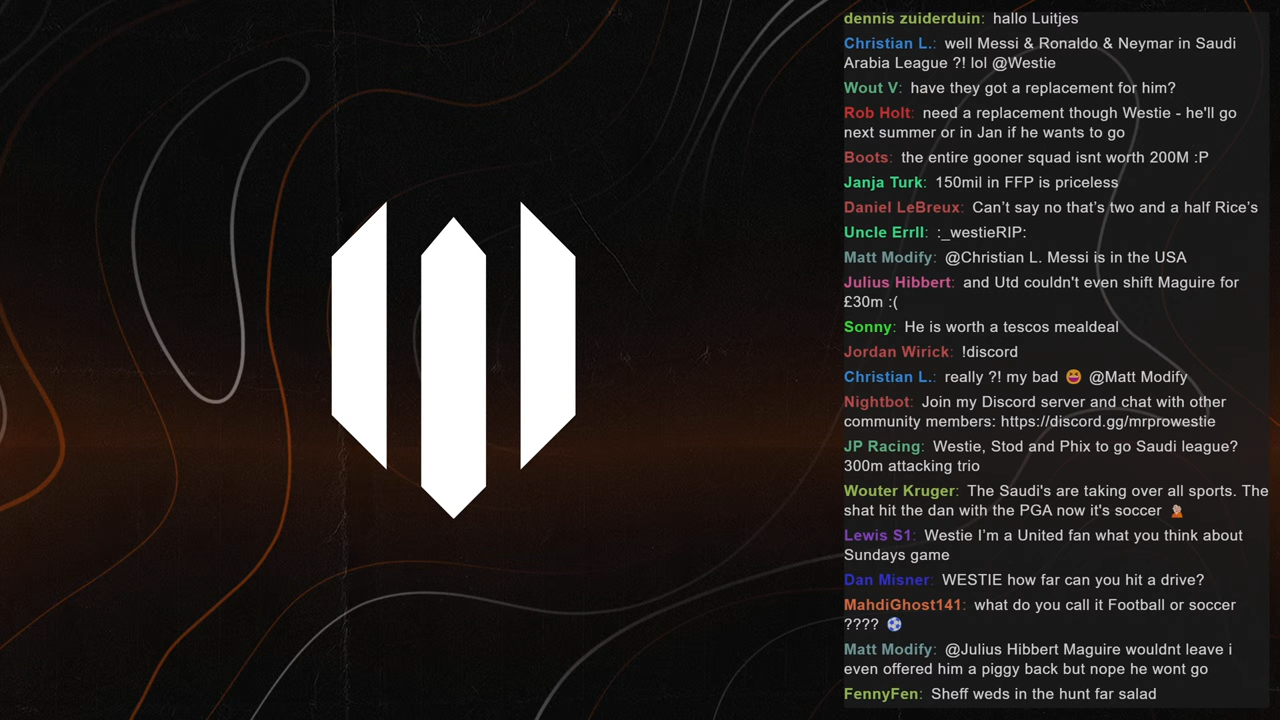 dennis zuiderduin: hallo Luitjes
Christian L.: well Messi & Ronaldo & Neymar in Saudi
Arabia League ?! lol @Westie
Wout V: have they got a replacement for him?
Rob Holt: need a replacement though Westie - he'll go
next summer or in Jan if he wants to go
Boots: the entire gooner squad isnt worth 200M :P
Janja Turk: 150mil in FFP is priceless
Daniel LeBreux: Can’t say no that’s two and a half Rice’s
Uncle Errll: :_westieRIP:
Matt Modify: @Christian L. Messi is in the USA
Julius Hibbert: and Utd couldn't even shift Maguire for
£30m :(
Sonny: He is worth a tescos mealdeal
Jordan Wirick: !discord
Christian L.: really ?! my bad 😆 @Matt Modify
Nightbot: Join my Discord server and chat with other
community members: https://discord.gg/mrprowestie
JP Racing: Westie, Stod and Phix to go Saudi league?
300m attacking trio
Wouter Kruger: The Saudi's are taking over all sports. The
shat hit the dan with the PGA now it's soccer 🤦🏼
Lewis S1: Westie I’m a United fan what you think about
Sundays game
Dan Misner: WESTIE how far can you hit a drive?
MahdiGhost141: what do you call it Football or soccer
???? ⚽
Matt Modify: @Julius Hibbert Maguire wouldnt leave i
even offered him a piggy back but nope he wont go
FennyFen: Sheff weds in the hunt far salad